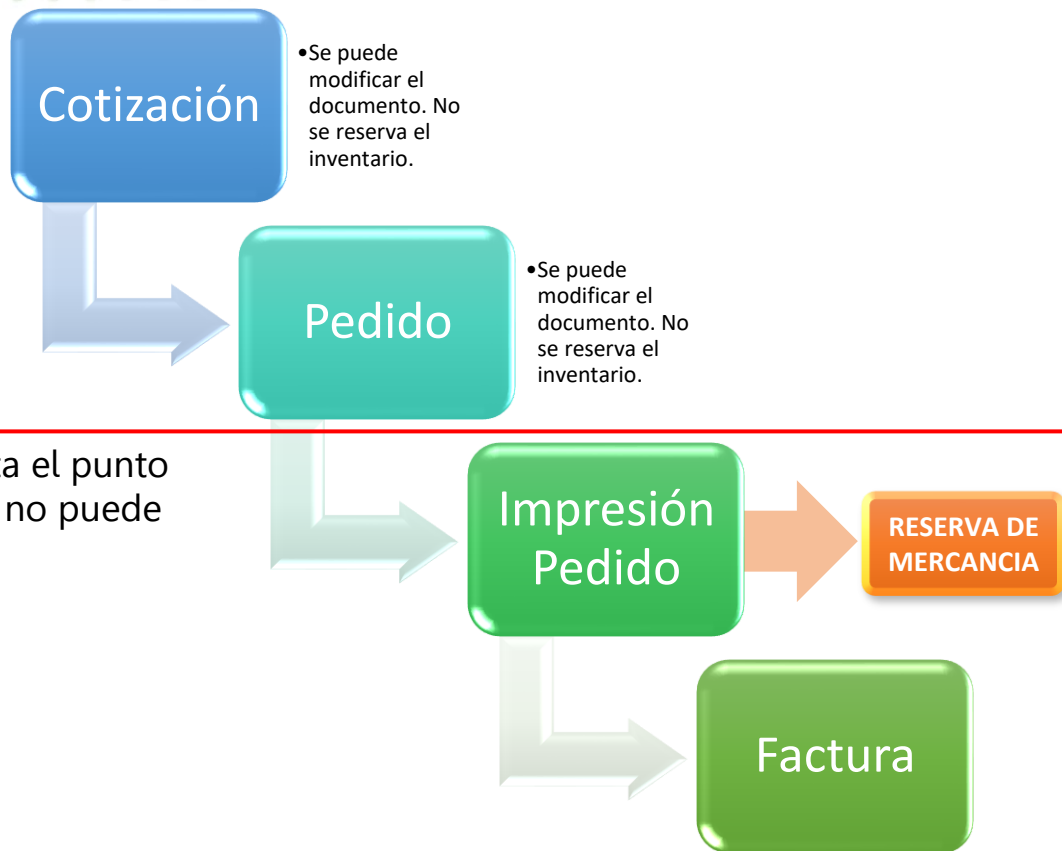 Cotización
•Se puede
modificar el
documento. No
se reserva el
inventario.
Pedido
•Se puede
modificar el
documento. No
se reserva el
inventario.
el punto
no puede
Impresión
Pedido
RESERVA DE
MERCANCIA
Factura